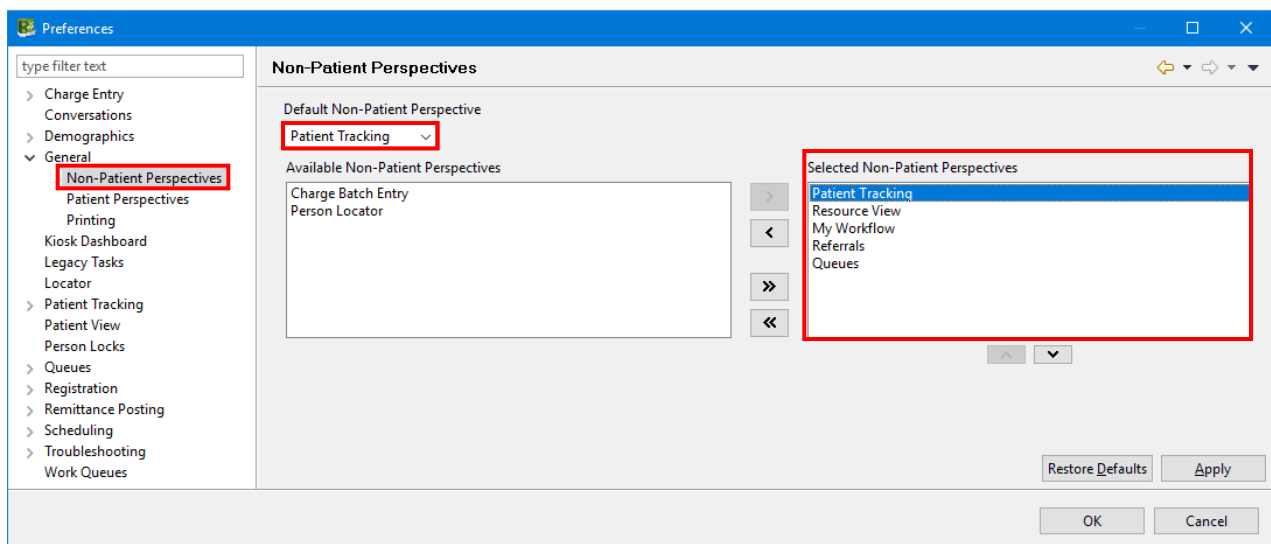 Preferences
type filter text
Charge Entry
Conversations
Demographics
General
Non-Patient Perspectives
Patient Perspectives
Printing
Kiosk Dashboard
Legacy Tasks
Locator
Patient Tracking
Patient View
Person Locks
Queues
Registration
Remittance Posting
Scheduling
Troubleshooting
Work Queues
Non-Patient Perspectives
Default Non-Patient Perspective
Patient Tracking
Available Non-Patient Perspectives
Charge Batch Entry
Person Locator
Selected Non-Patient Perspectives
Patient Tracking
Resource View
My Workflow
Referrals
Queues
Restore Defaults
Apply
OK
Cancel